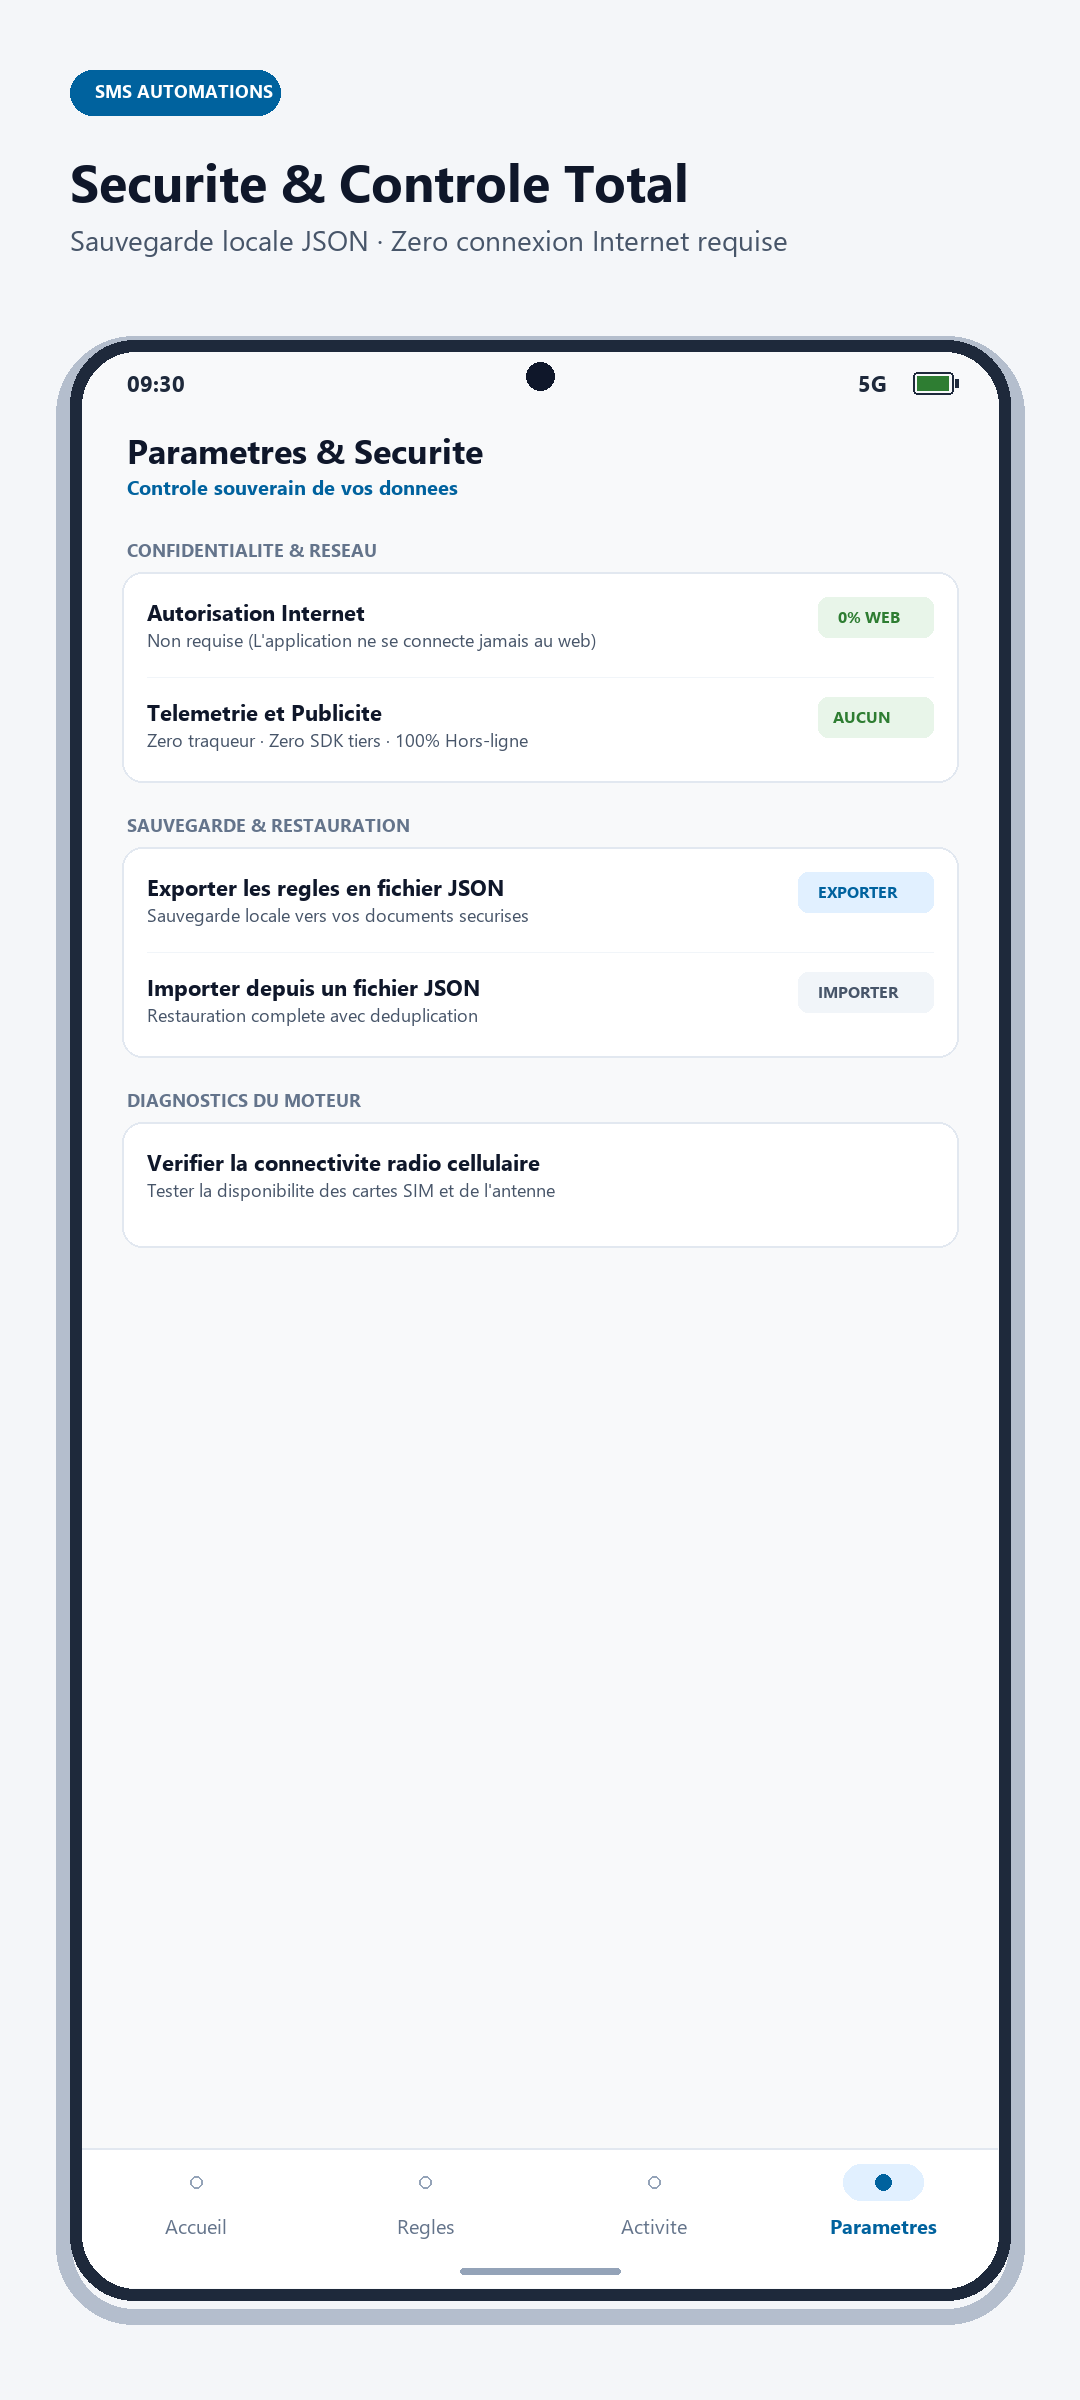 SMS AUTOMATIONS
Securite & Controle Total
Sauvegarde locale JSON · Zero connexion Internet requise
09:30
5G
Parametres & Securite
Controle souverain de vos donnees
CONFIDENTIALITE & RESEAU
Autorisation Internet
0% WEB
Non requise (L'application ne se connecte jamais au web)
Telemetrie et Publicite
AUCUN
Zero traqueur · Zero SDK tiers · 100% Hors-ligne
SAUVEGARDE & RESTAURATION
Exporter les regles en fichier JSON
EXPORTER
Sauvegarde locale vers vos documents securises
Importer depuis un fichier JSON
IMPORTER
Restauration complete avec deduplication
DIAGNOSTICS DU MOTEUR
Verifier la connectivite radio cellulaire
Tester la disponibilite des cartes SIM et de l'antenne
Accueil
Regles
Activite
Parametres